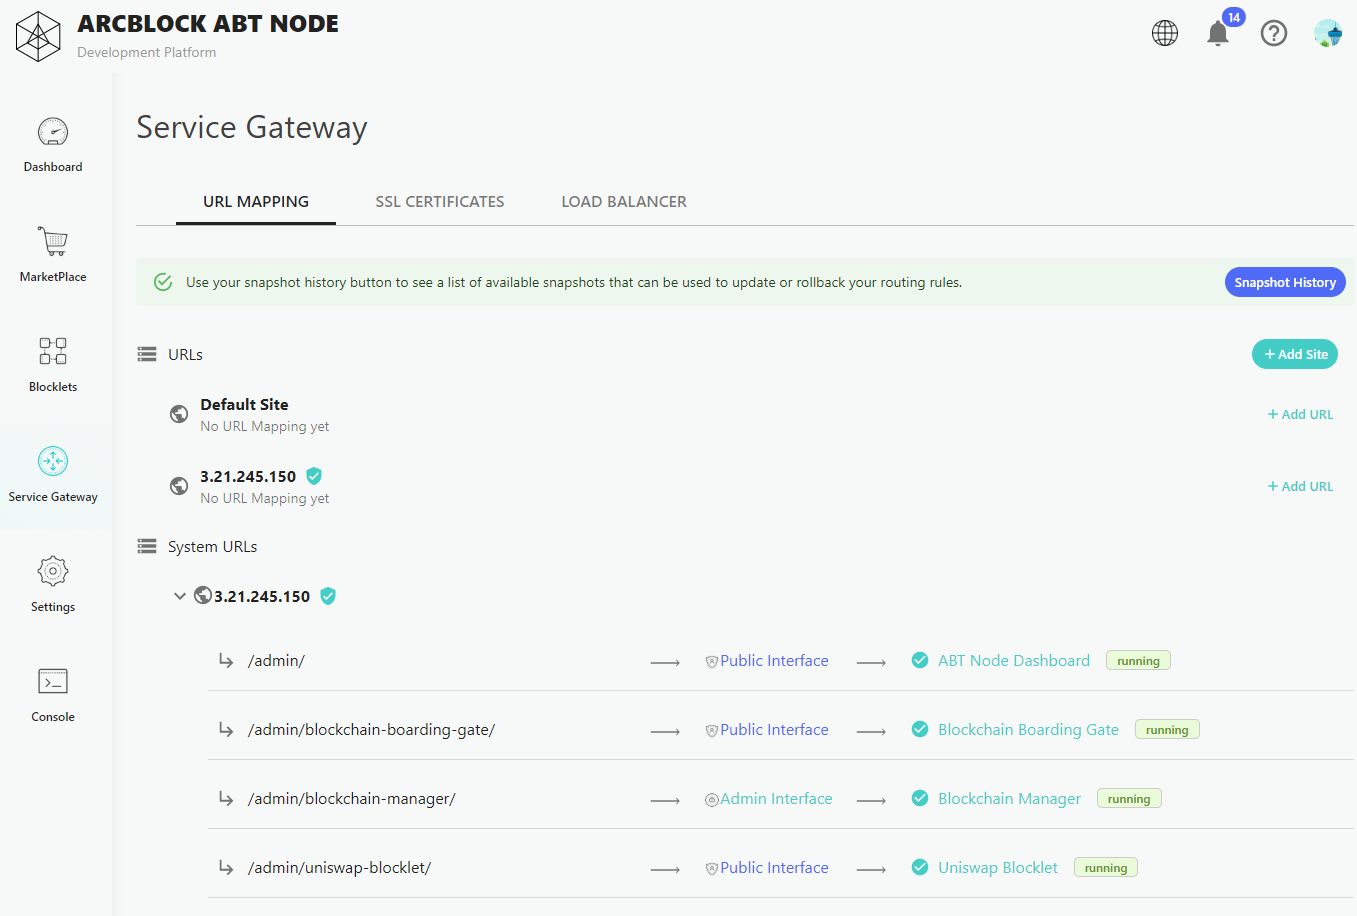 ARCBLOCK ABT NODE
Development Platform
14
Dashboard
MarketPlace
Blocklets
Service Gateway
Settings
Console
Service Gateway
URL MAPPING SSL CERTIFICATES LOAD BALANCER
Use your snapshot history button to see a list of available snapshots that can be used to update or rollback your routing rules. Snapshot History
URLs + Add Site
Default Site
No URL Mapping yet + Add URL
3.21.245.150
No URL Mapping yet + Add URL
System URLs
3.21.245.150
/admin/ Public Interface ABT Node Dashboard running
/admin/blockchain-boarding-gate/ Public Interface Blockchain Boarding Gate running
/admin/blockchain-manager/ Admin Interface Blockchain Manager running
/admin/uniswap-blocklet/ Public Interface Uniswap Blocklet running